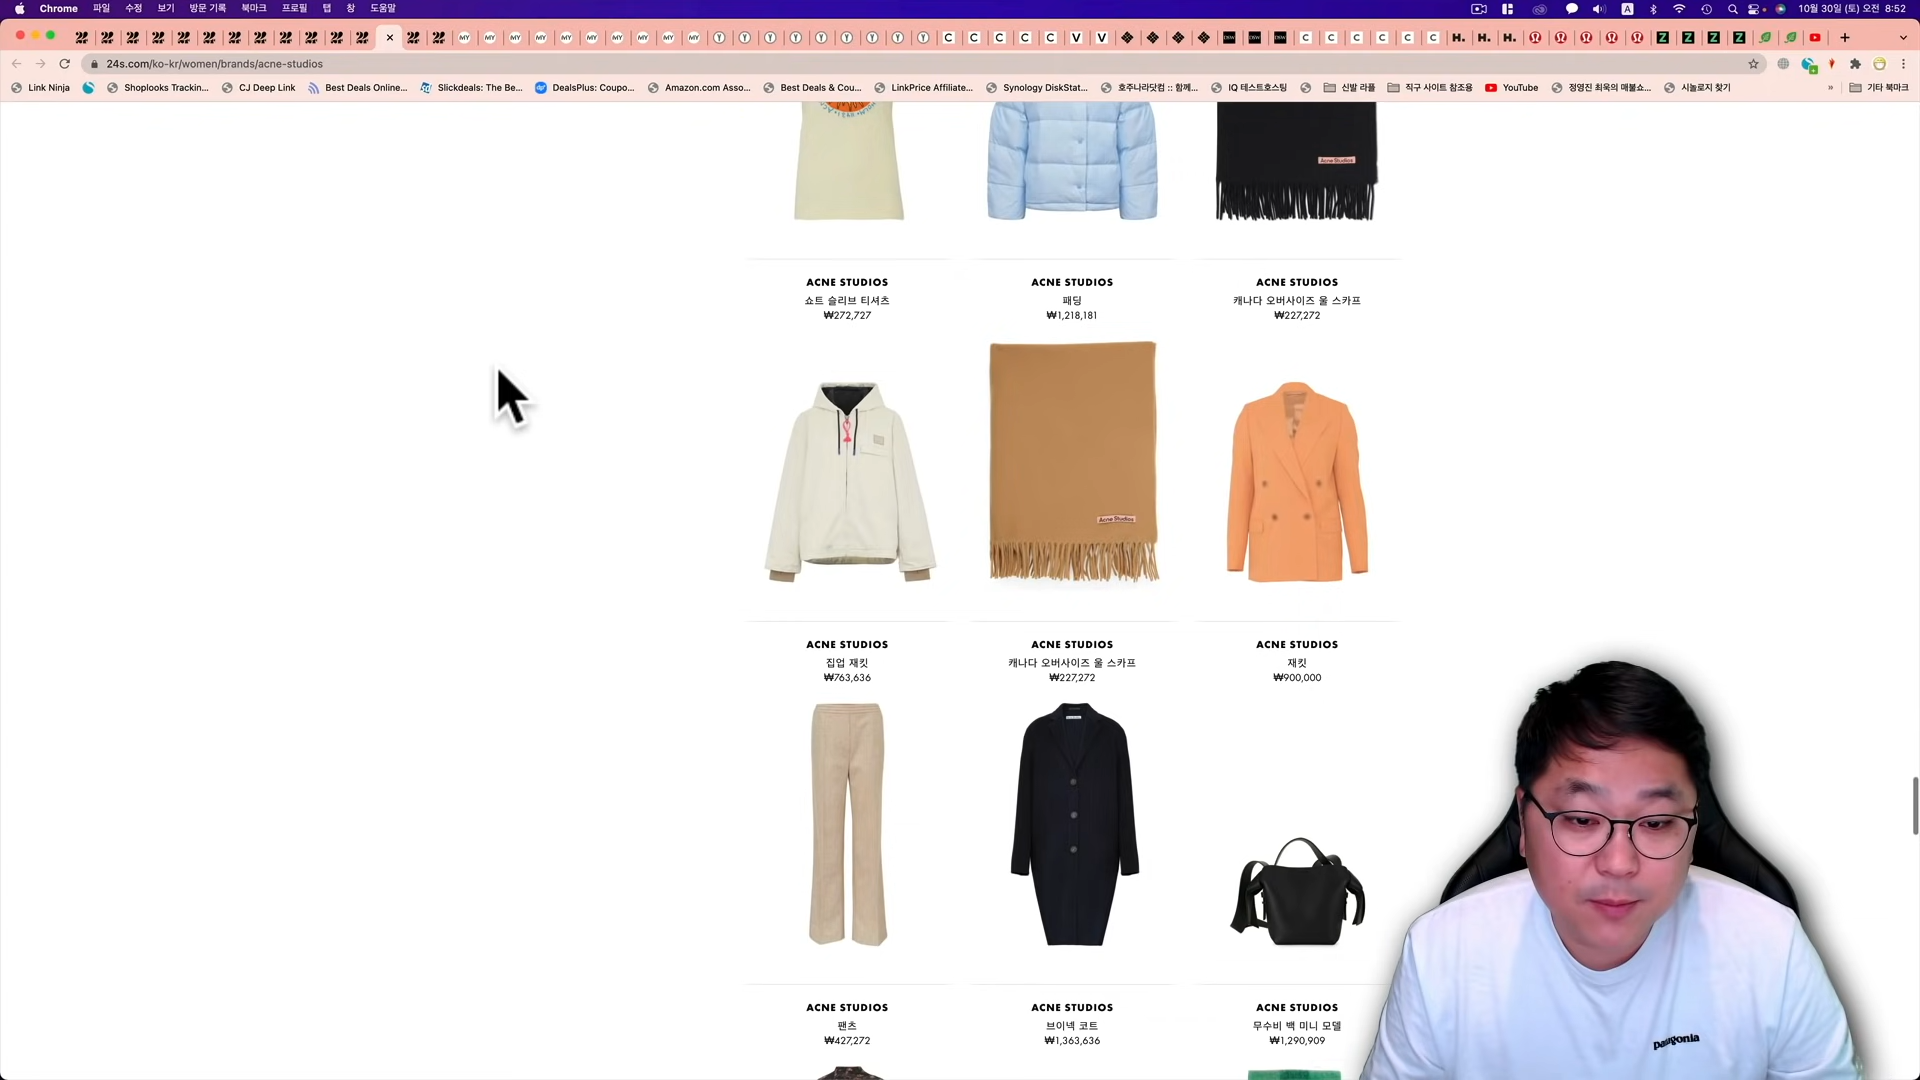 Chrome 파일 수정 보기 방문 기록 북마크 프로필 탭 창 도움말
A 10월 30일 (토) 오전 8:52
24s.com/ko-kr/women/brands/acne-studios
Link Ninja Shoplooks Trackin... CJ Deep Link Best Deals Online... Slickdeals: The Be... DealsPlus: Coupo... Amazon.com Asso... Best Deals & Cou... LinkPrice Affiliate... Synology DiskStat... 호주나라닷컴 :: 함께... IQ 테스트호스팅 신발 라플 직구 사이트 참조용 YouTube 정영진 최욱의 매불쇼... 시놀로지 찾기 » 기타 북마크
Acne Studios
ACNE STUDIOS
쇼트 슬리브 티셔츠
₩272,727
ACNE STUDIOS
패딩
₩1,218,181
ACNE STUDIOS
캐나다 오버사이즈 울 스카프
₩227,272
Acne Studios
ACNE STUDIOS
집업 재킷
₩763,636
ACNE STUDIOS
캐나다 오버사이즈 울 스카프
₩227,272
ACNE STUDIOS
재킷
₩900,000
ACNE STUDIOS
팬츠
₩427,272
ACNE STUDIOS
브이넥 코트
₩1,363,636
ACNE STUDIOS
무수비 백 미니 모델
₩1,290,909
patagonia